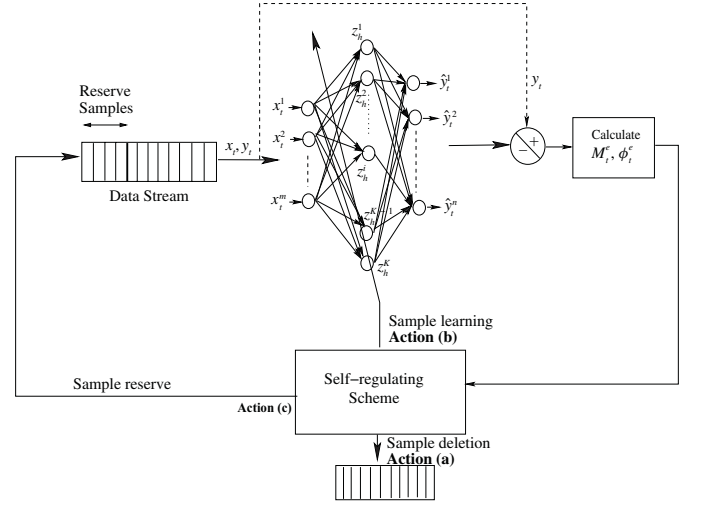 z_h^1
Reserve
Samples
ŷ_t^1
y_t
x_t^1
z_h^2
ŷ_t^2
x_t, y_t
x_t^2
+
−
Calculate
M_t^e, ϕ_t^e
z_h^i
Data Stream
x_t^m
ŷ_t^n
z_h^{K−1}
z_h^K
Sample learning
Action (b)
Sample reserve
Self−regulating
Scheme
Action (c)
Sample deletion
Action (a)